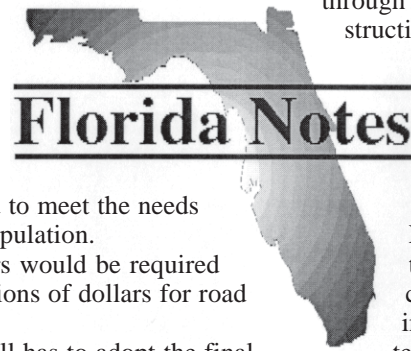 through
structi
Florida Notes
to meet the needs
pulation.
s would be required
ions of dollars for road
ll has to adopt the final
t
c
i
to